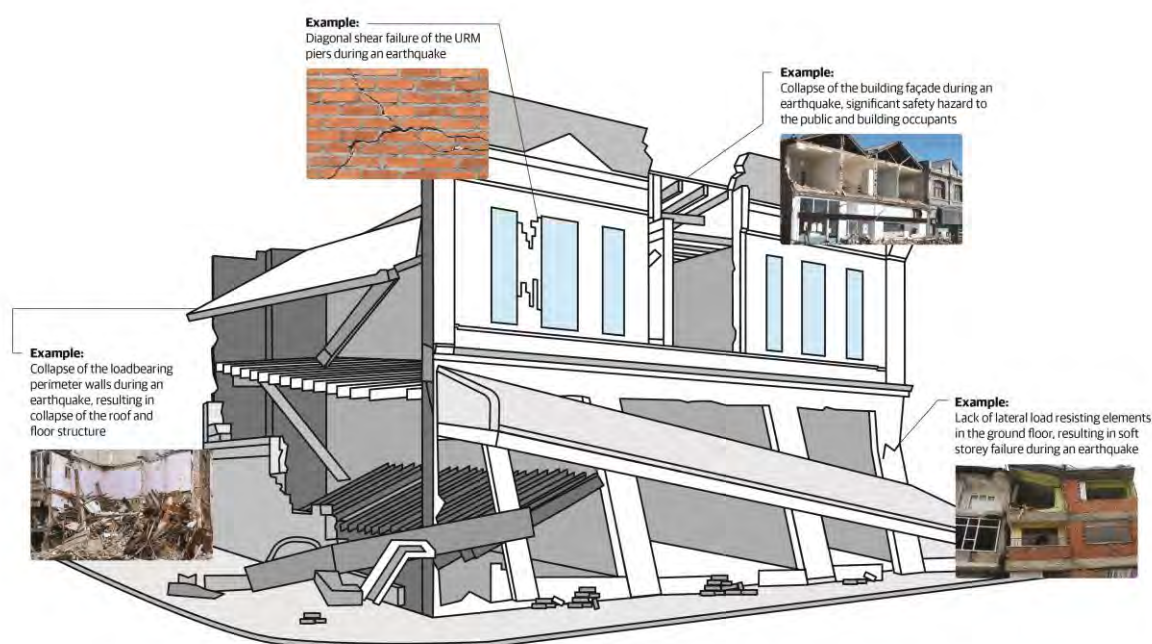 Example:
Diagonal shear failure of the URM
piers during an earthquake
Example:
Collapse of the building façade during an
earthquake, significant safety hazard to
the public and building occupants
Example:
Collapse of the loadbearing
perimeter walls during an
earthquake, resulting in
collapse of the roof and
floor structure
Example:
Lack of lateral load resisting elements
in the ground floor, resulting in soft
storey failure during an earthquake